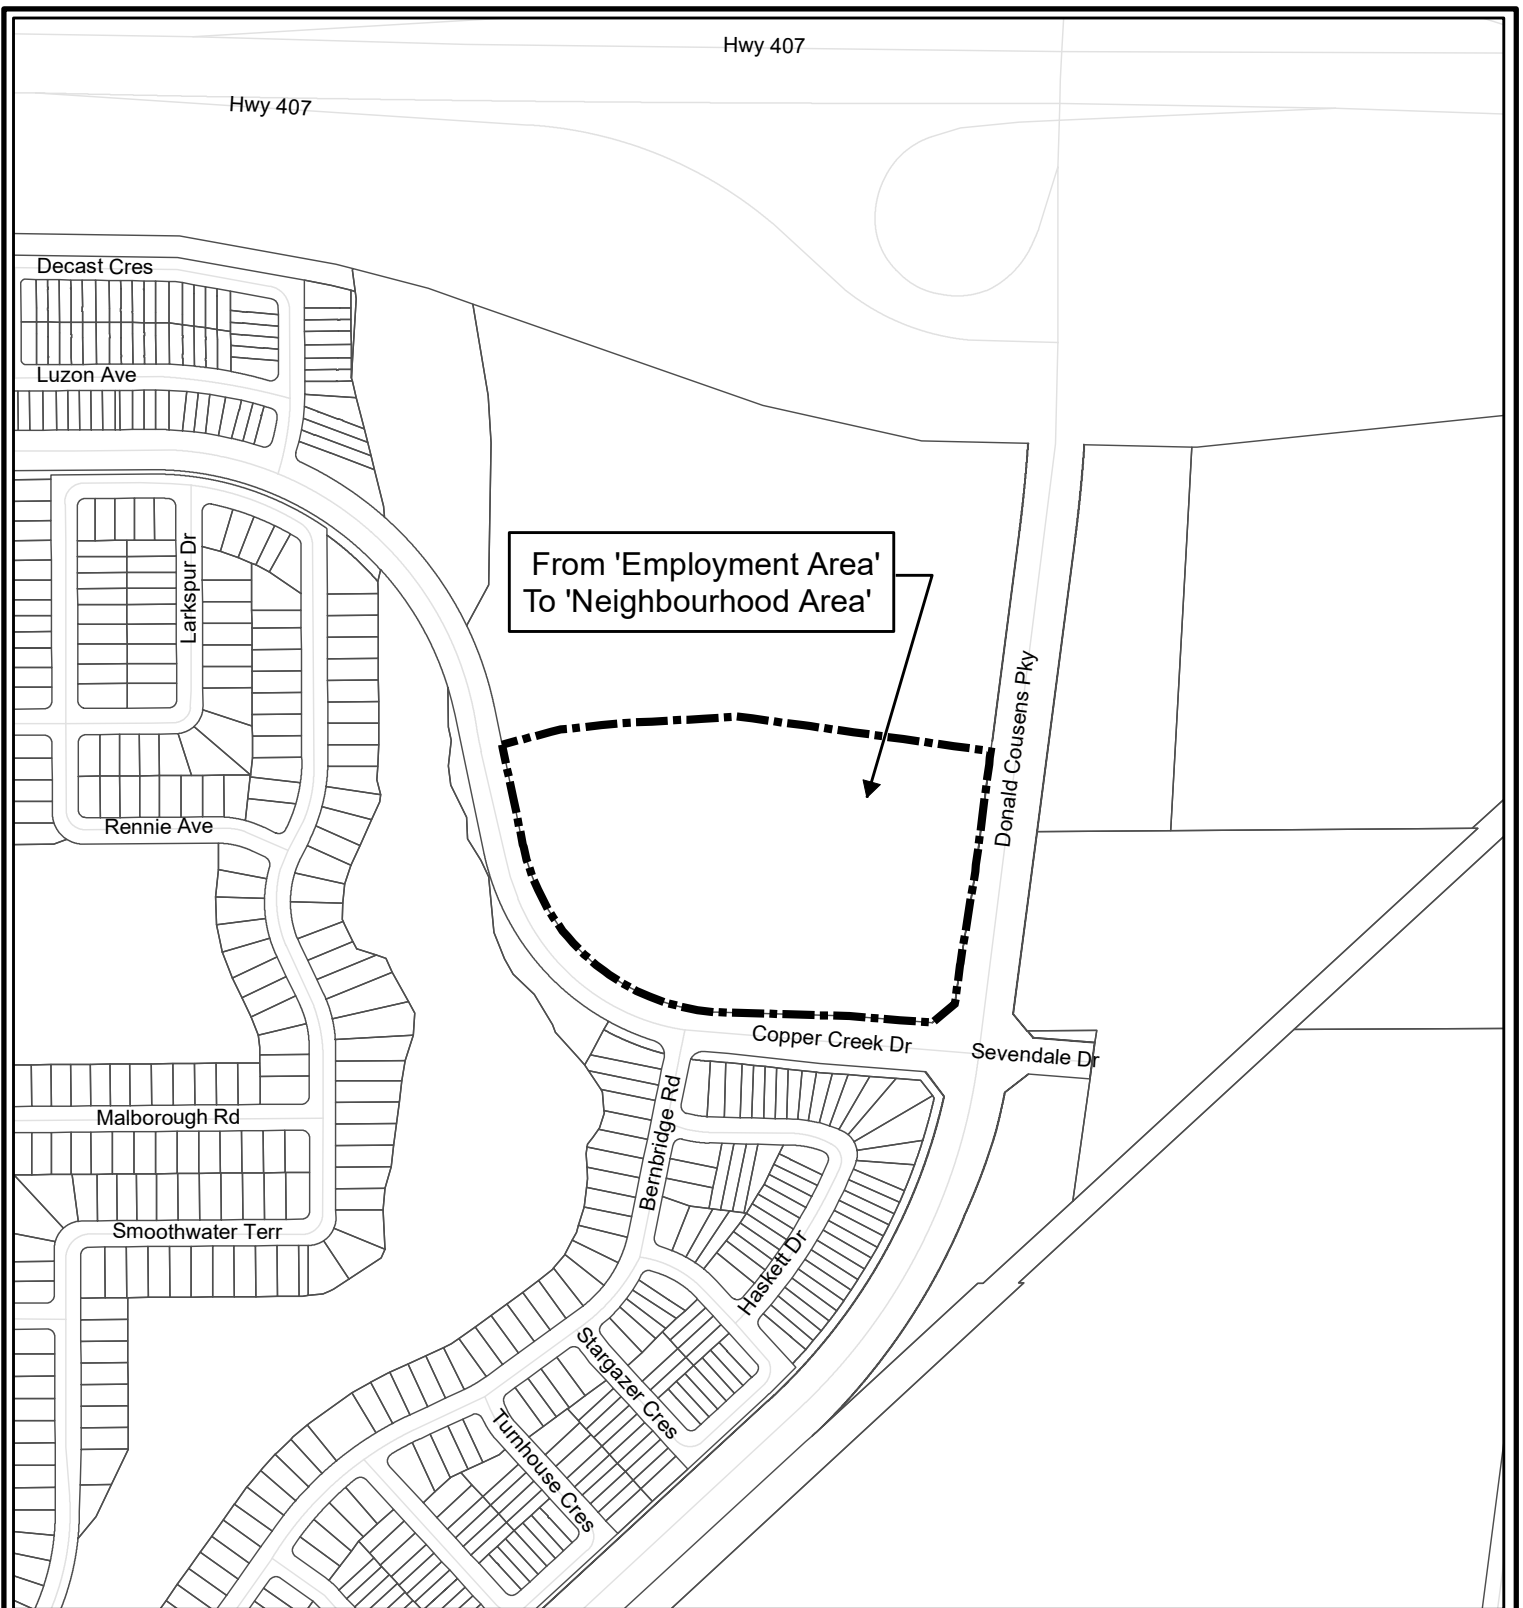 Hwy 407
Hwy 407
Decast Cres
Luzon Ave
Larkspur Dr
From 'Employment Area'
To 'Neighbourhood Area'
Donald Cousens Pky
Rennie Ave
Copper Creek Dr
Sevendale Dr
Malborough Rd
Bernbridge Rd
Smoothwater Terr
Haskett Dr
Stargazer Cres
Turnhouse Cres